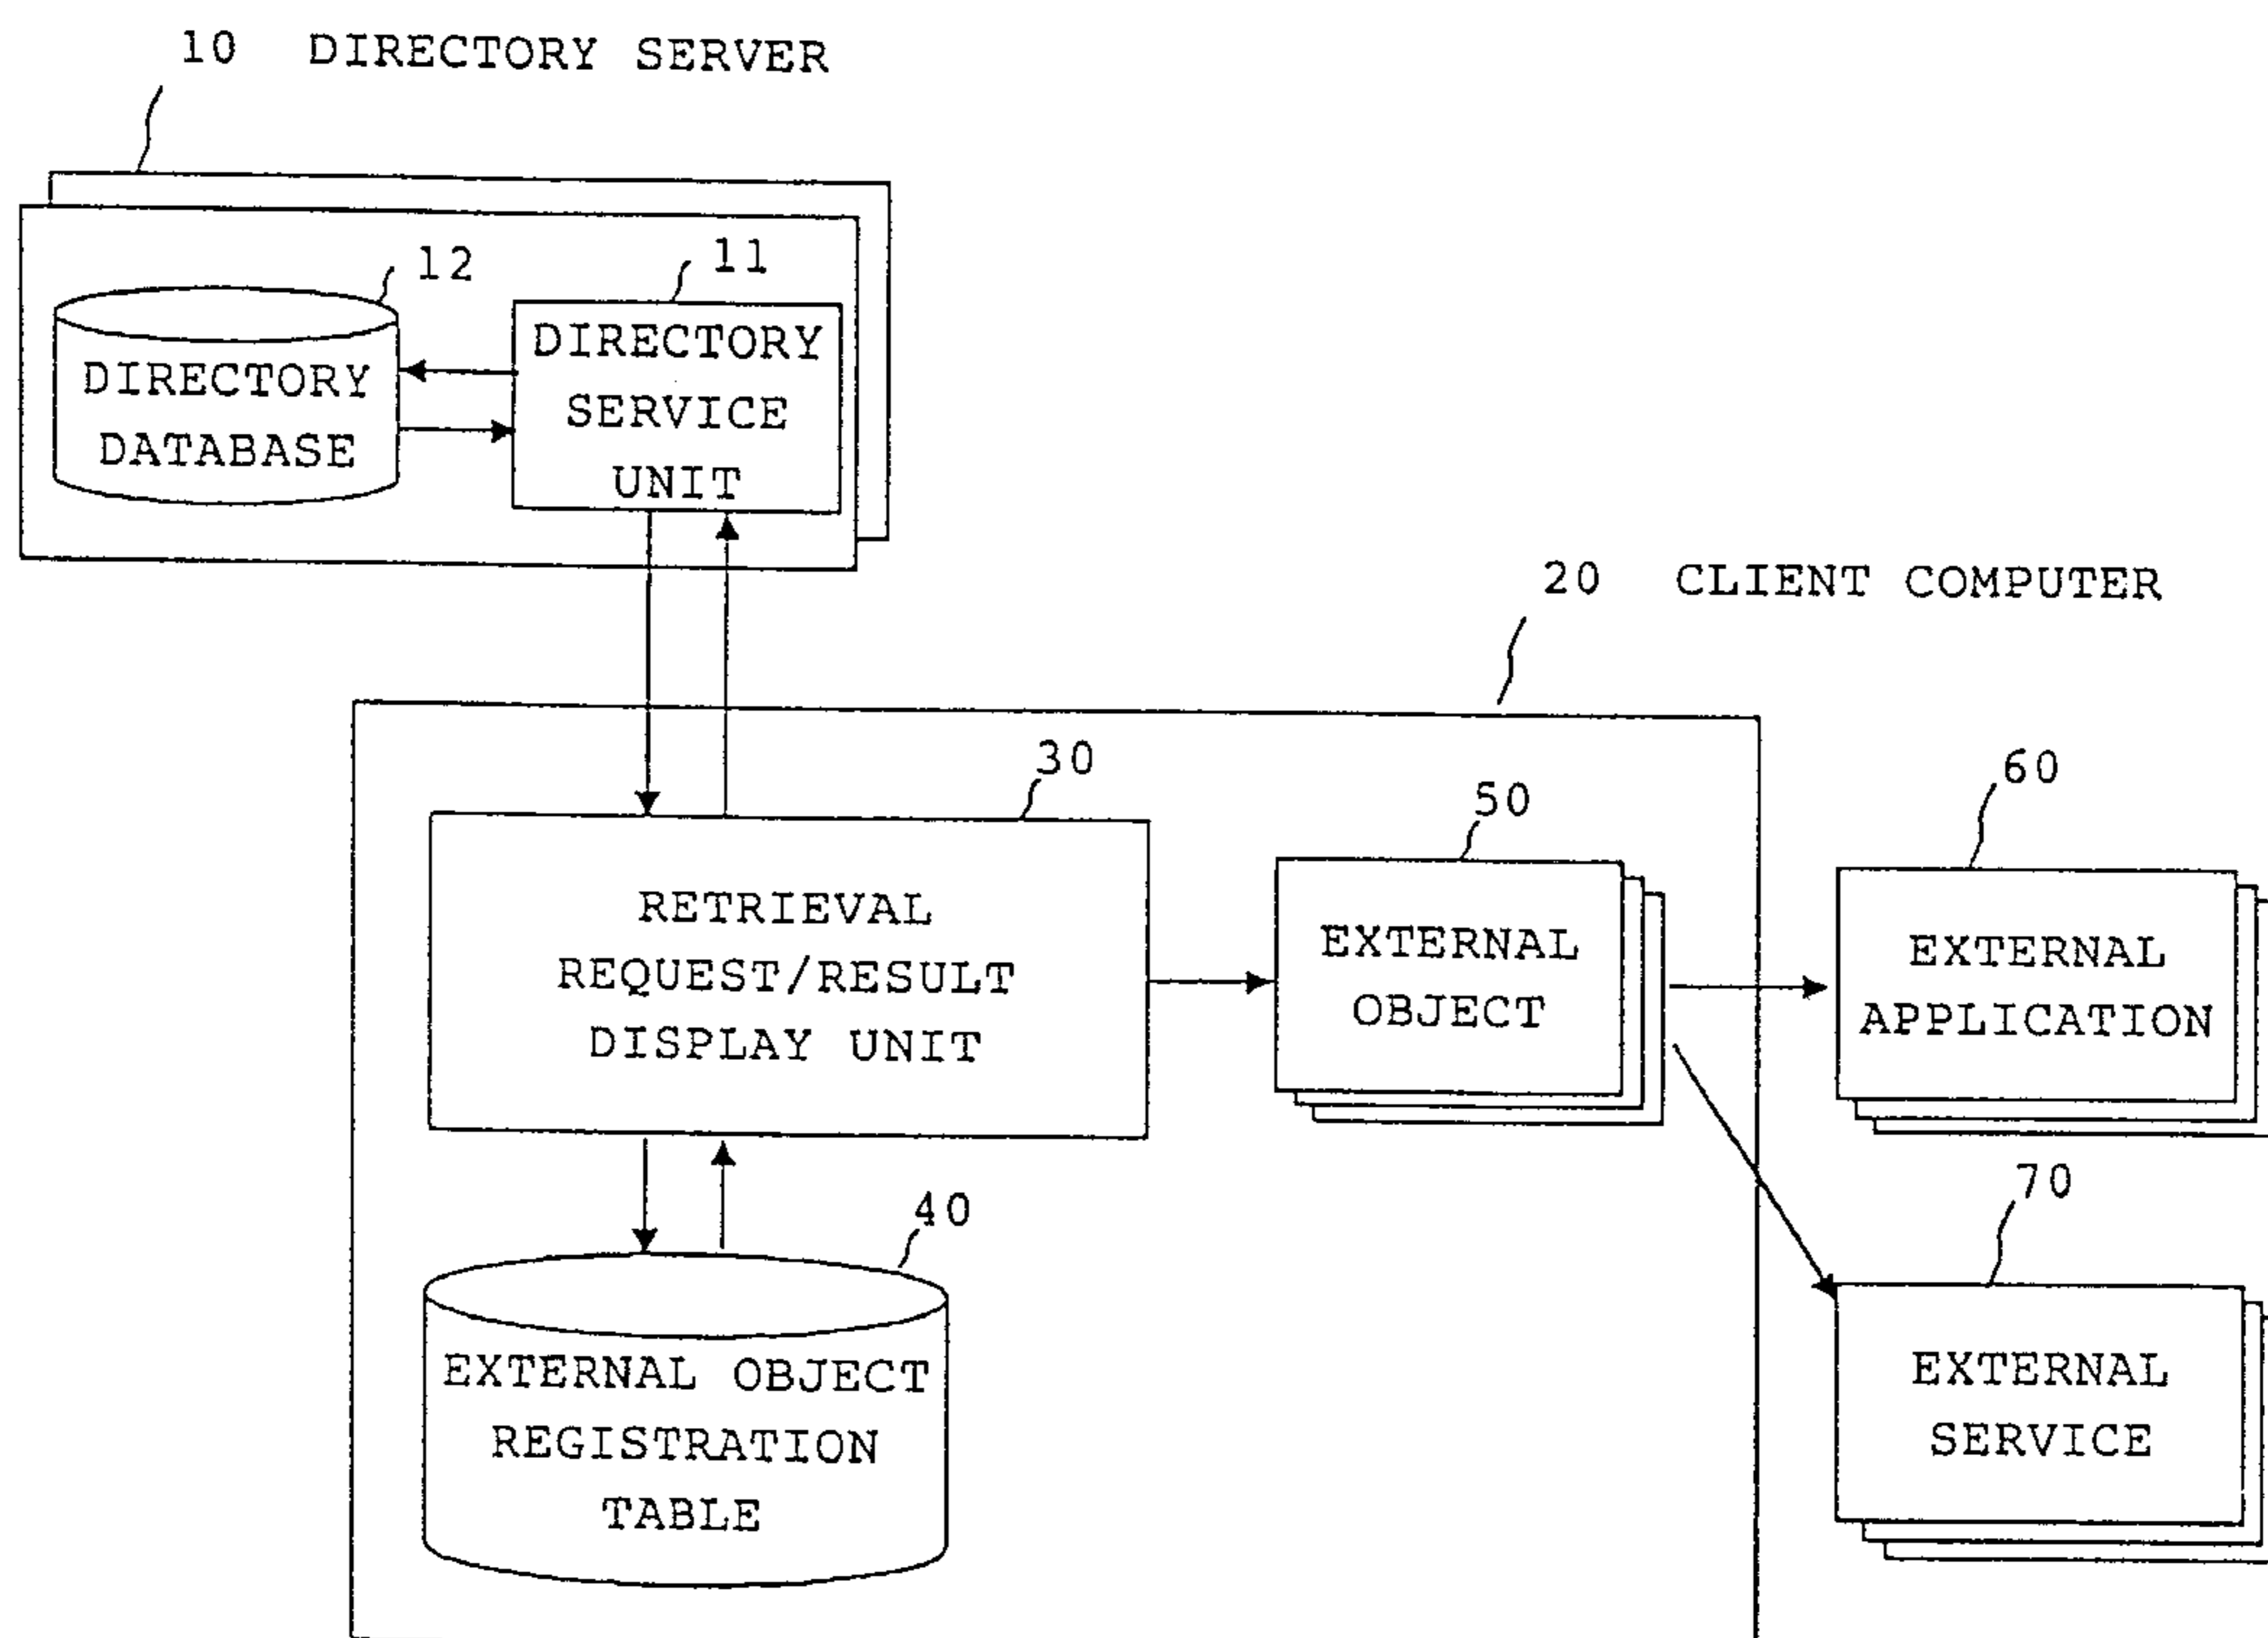 10 DIRECTORY SERVER
12
11
DIRECTORY
DATABASE
DIRECTORY
SERVICE
UNIT
20 CLIENT COMPUTER
30
RETRIEVAL
REQUEST/RESULT
DISPLAY UNIT
50
EXTERNAL
OBJECT
60
EXTERNAL
APPLICATION
40
EXTERNAL OBJECT
REGISTRATION
TABLE
70
EXTERNAL
SERVICE